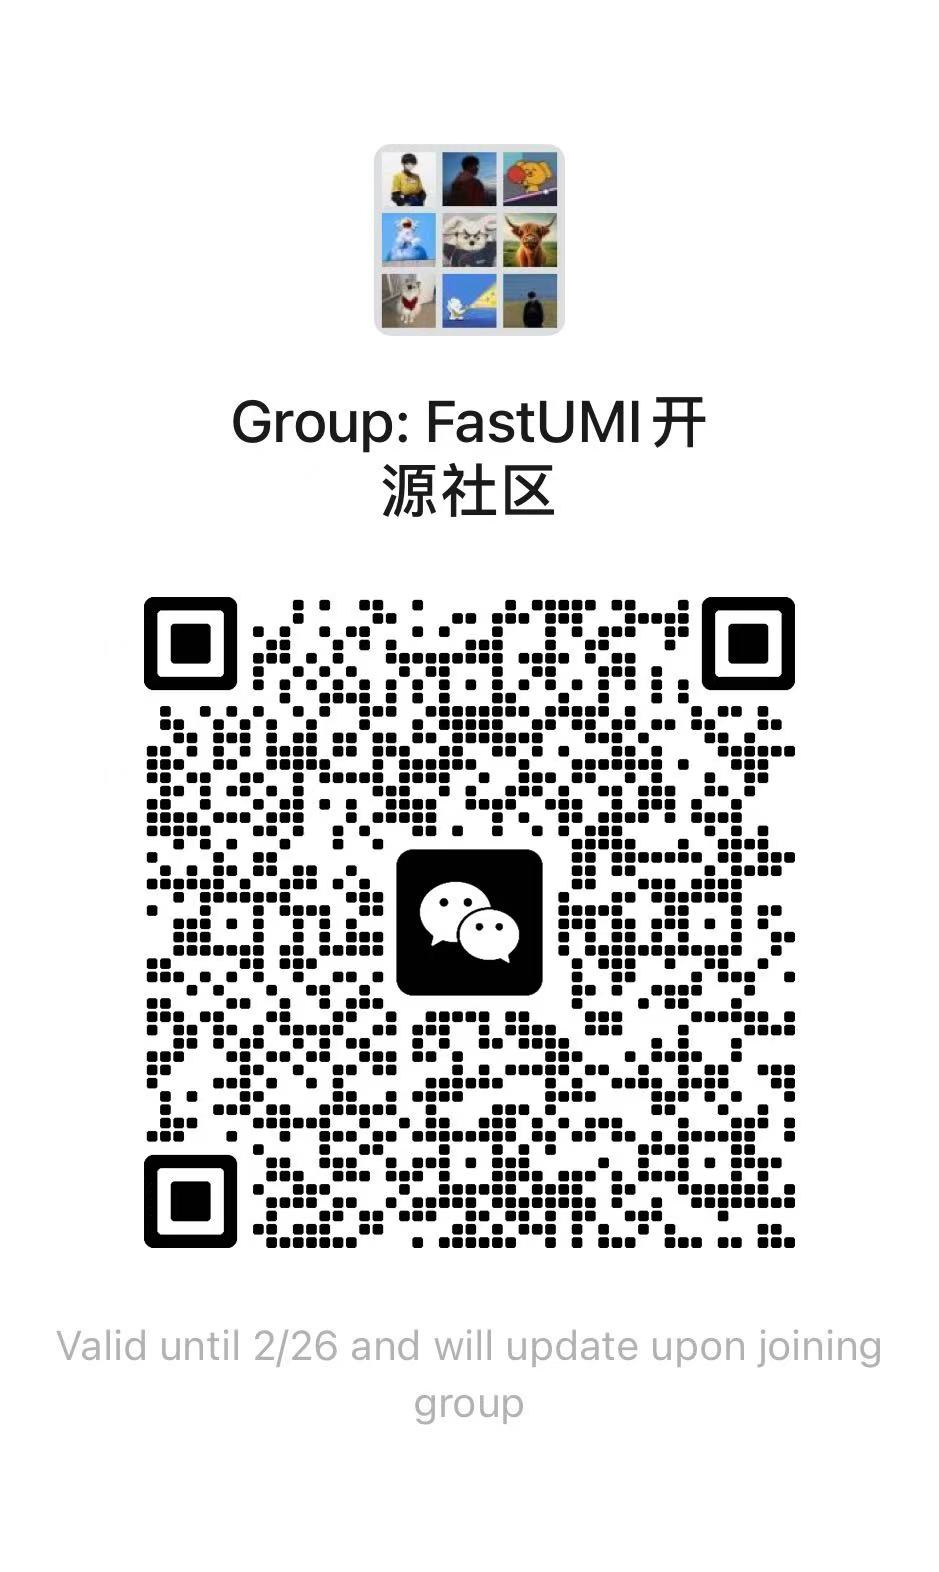 Group: FastUMI开
源社区
Valid until 2/26 and will update upon joining
group